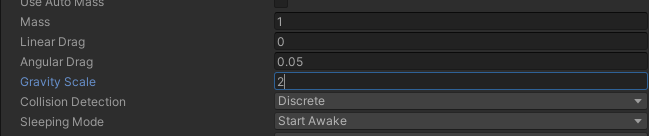 Use Auto Mass
Mass 1
Linear Drag 0
Angular Drag 0.05
Gravity Scale 2
Collision Detection Discrete
Sleeping Mode Start Awake